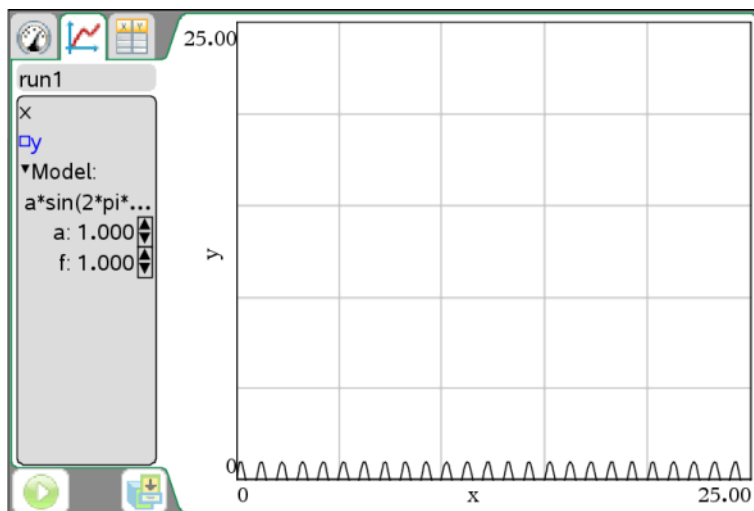 X Y
25.00
run1
x
y
▾Model:
a*sin(2*pi*...
a: 1.000
f: 1.000
y
0
0
x
25.00